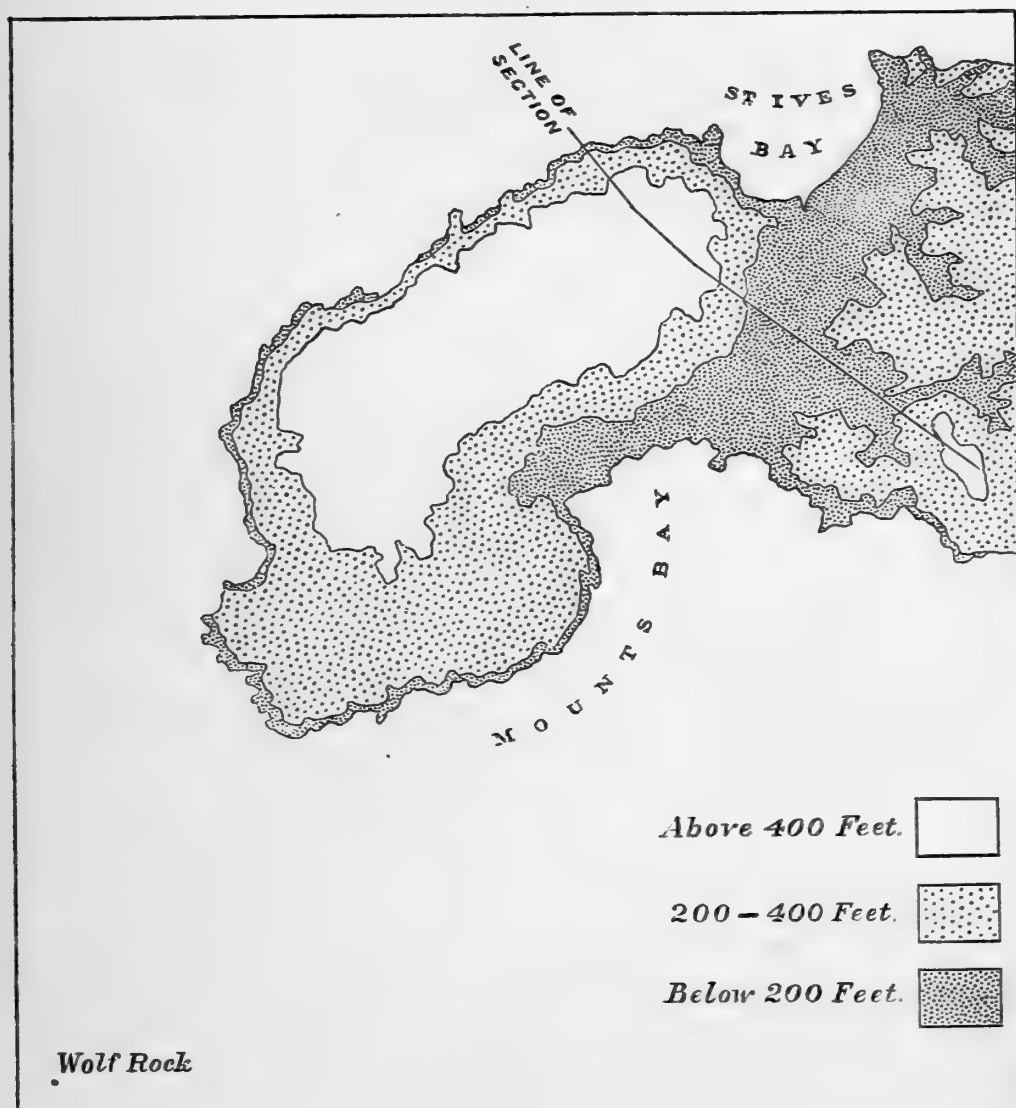 LINE OF
SECTION
ST IVES
BAY
MOUNTS BAY
Above 400 Feet.
200 – 400 Feet.
Below 200 Feet.
Wolf Rock